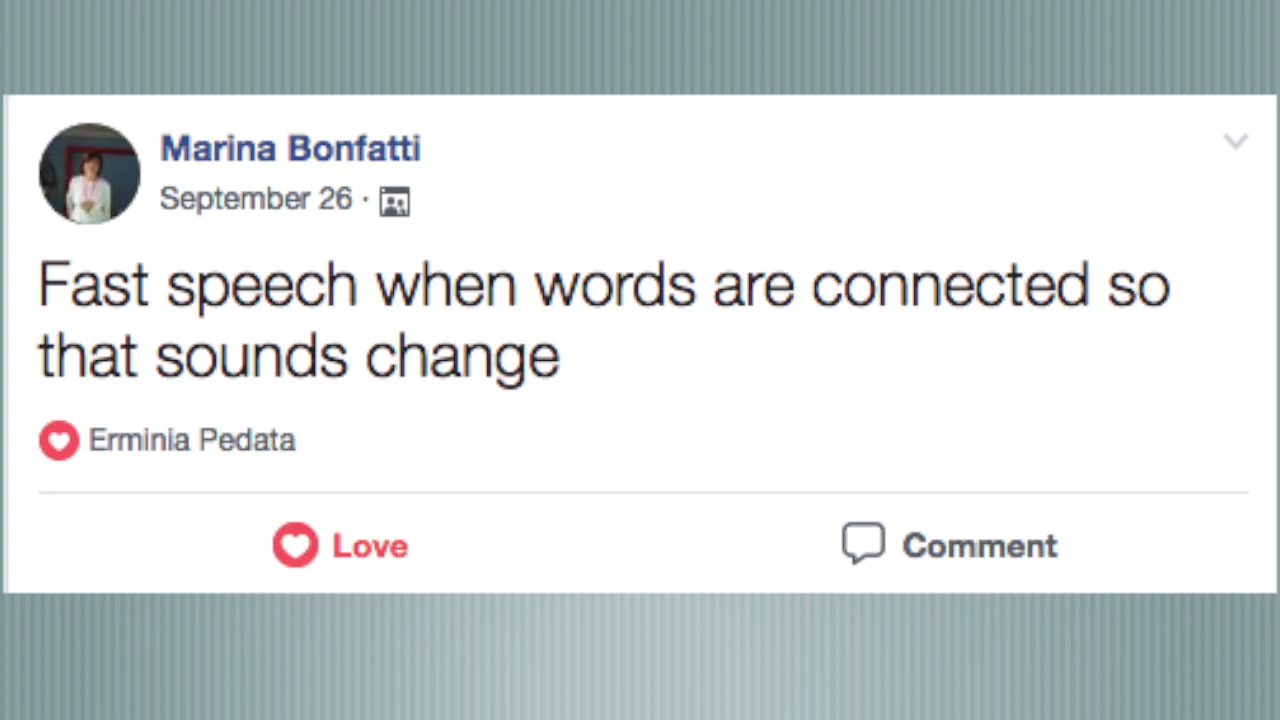 Marina Bonfatti
September 26 ·
Fast speech when words are connected so
that sounds change
Erminia Pedata
Love
Comment